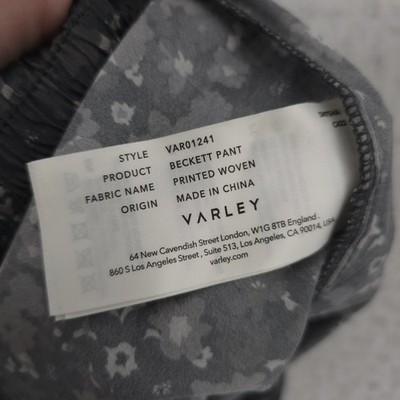 STYLE VAR01241
PRODUCT BECKETT PANT
FABRIC NAME PRINTED WOVEN
ORIGIN MADE IN CHINA
VARLEY
64 New Cavendish Street London, W1G 8TB England.
860 S Los Angeles Street, Suite 513, Los Angeles, CA 90014, USA
varley.com